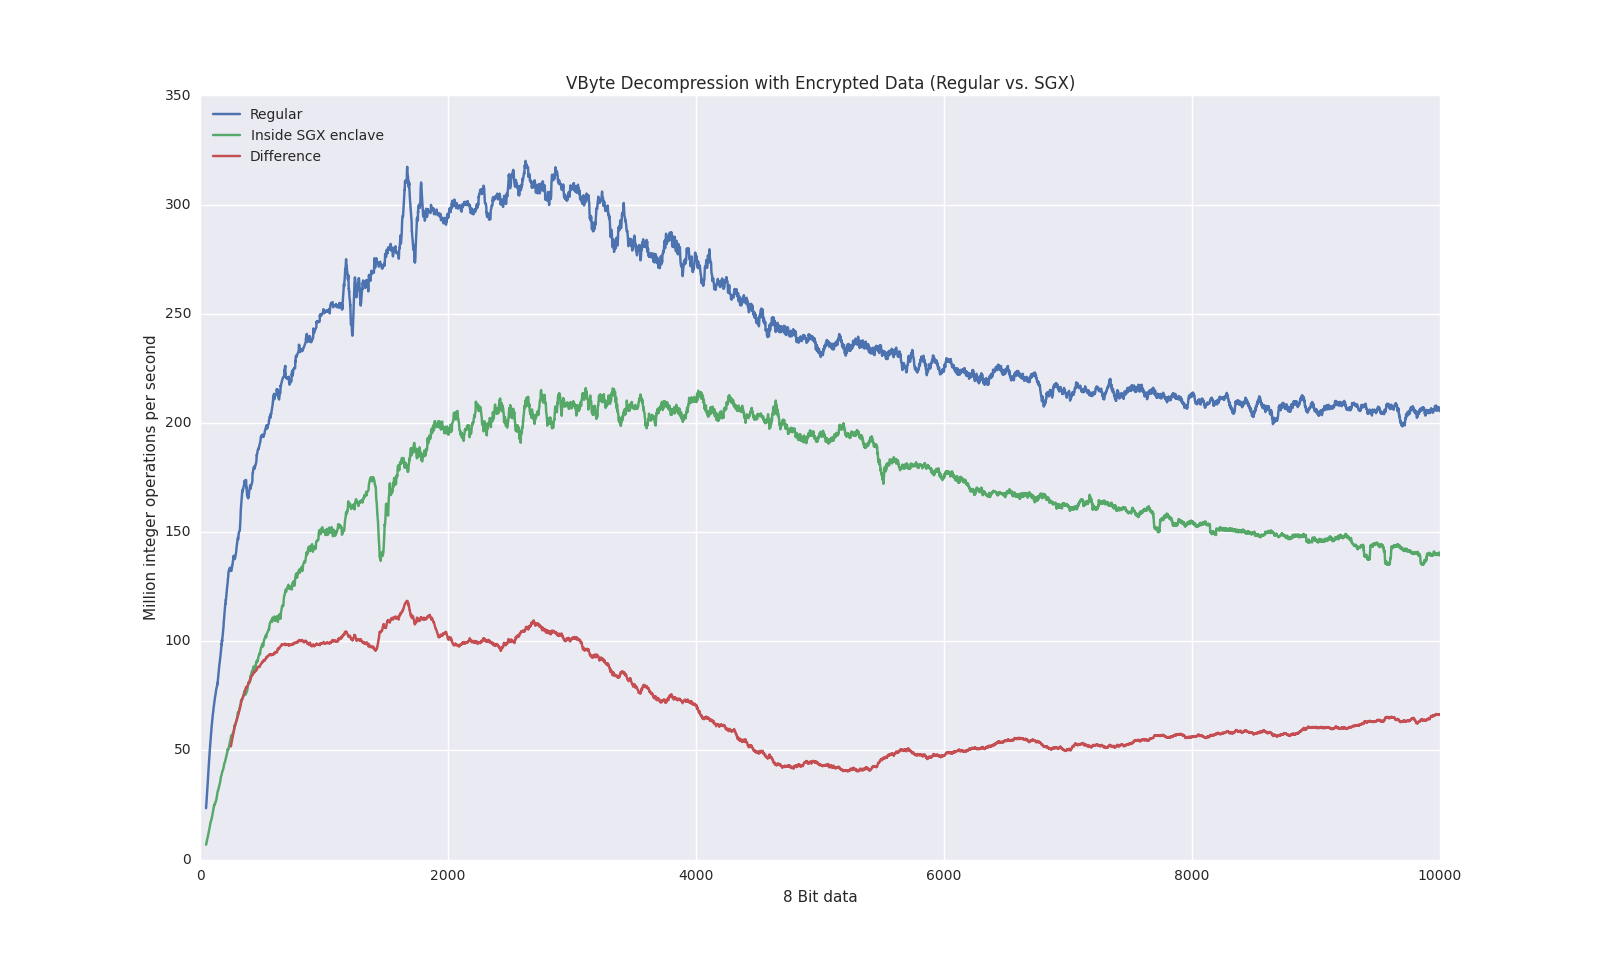 VByte Decompression with Encrypted Data (Regular vs. SGX)
350
300
250
200
150
100
50
0
Million integer operations per second
Regular
Inside SGX enclave
Difference
0
2000
4000
6000
8000
10000
8 Bit data